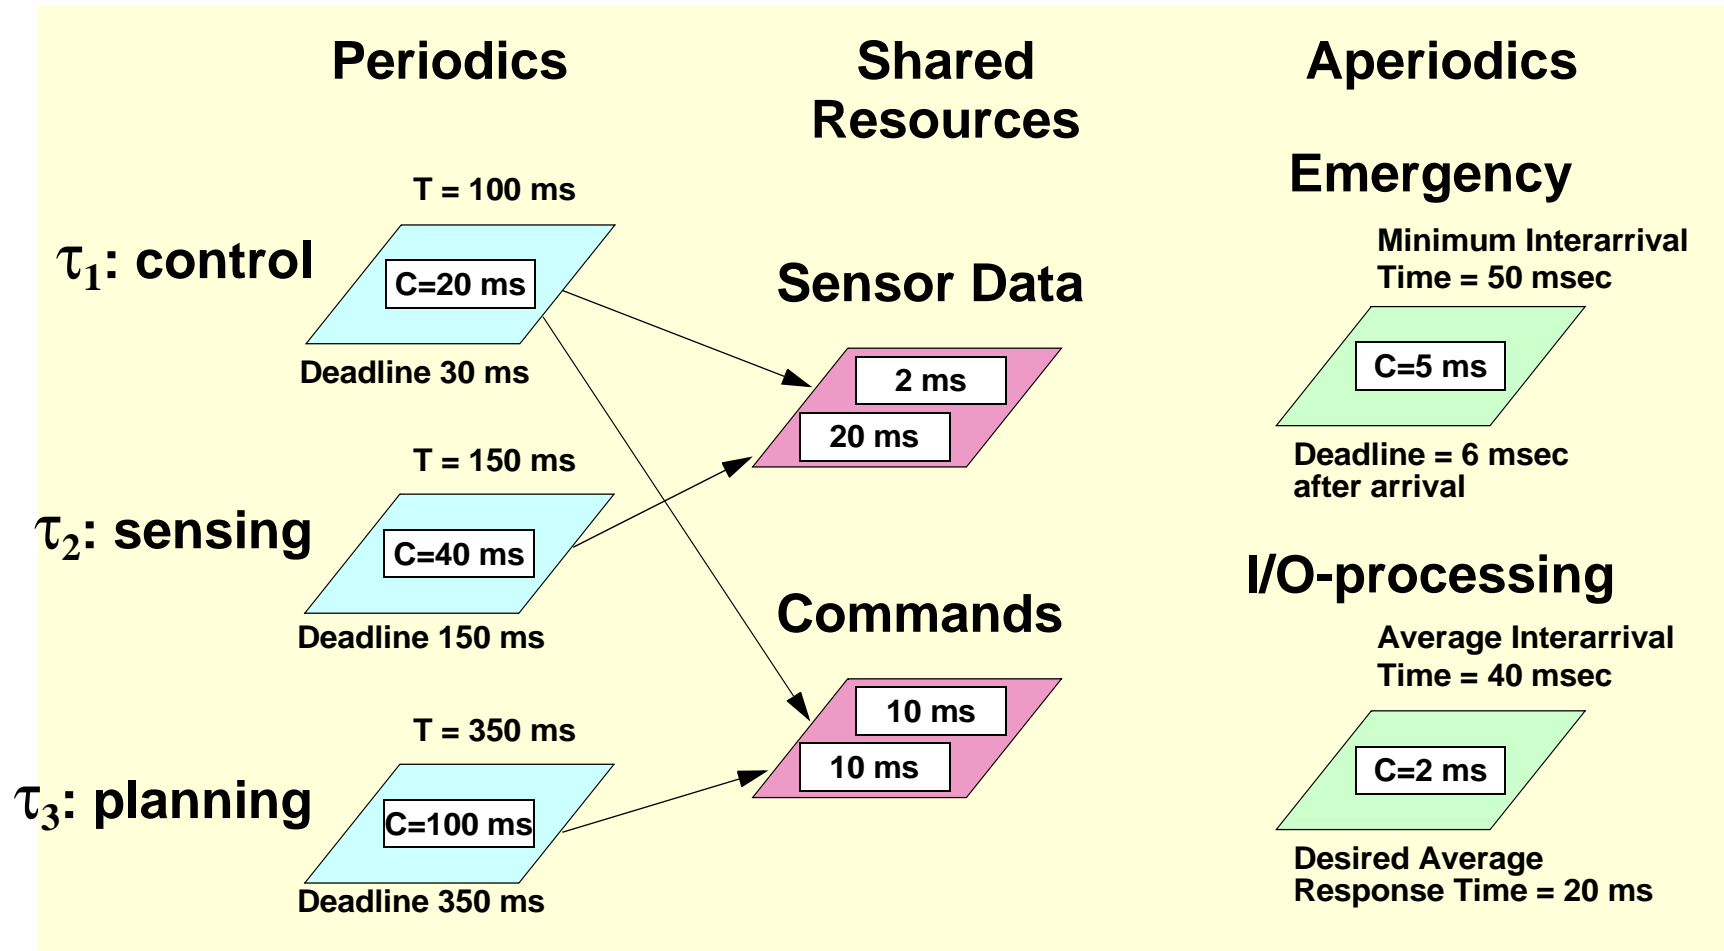 Periodics
T = 100 ms
τ1: control
C=20 ms
Deadline 30 ms
T = 150 ms
τ2: sensing
C=40 ms
Deadline 150 ms
T = 350 ms
τ3: planning
C=100 ms
Deadline 350 ms
Shared
Resources
Sensor Data
2 ms
20 ms
Commands
10 ms
10 ms
Aperiodics
Emergency
Minimum Interarrival
Time = 50 msec
C=5 ms
Deadline = 6 msec
after arrival
I/O-processing
Average Interarrival
Time = 40 msec
C=2 ms
Desired Average
Response Time = 20 ms